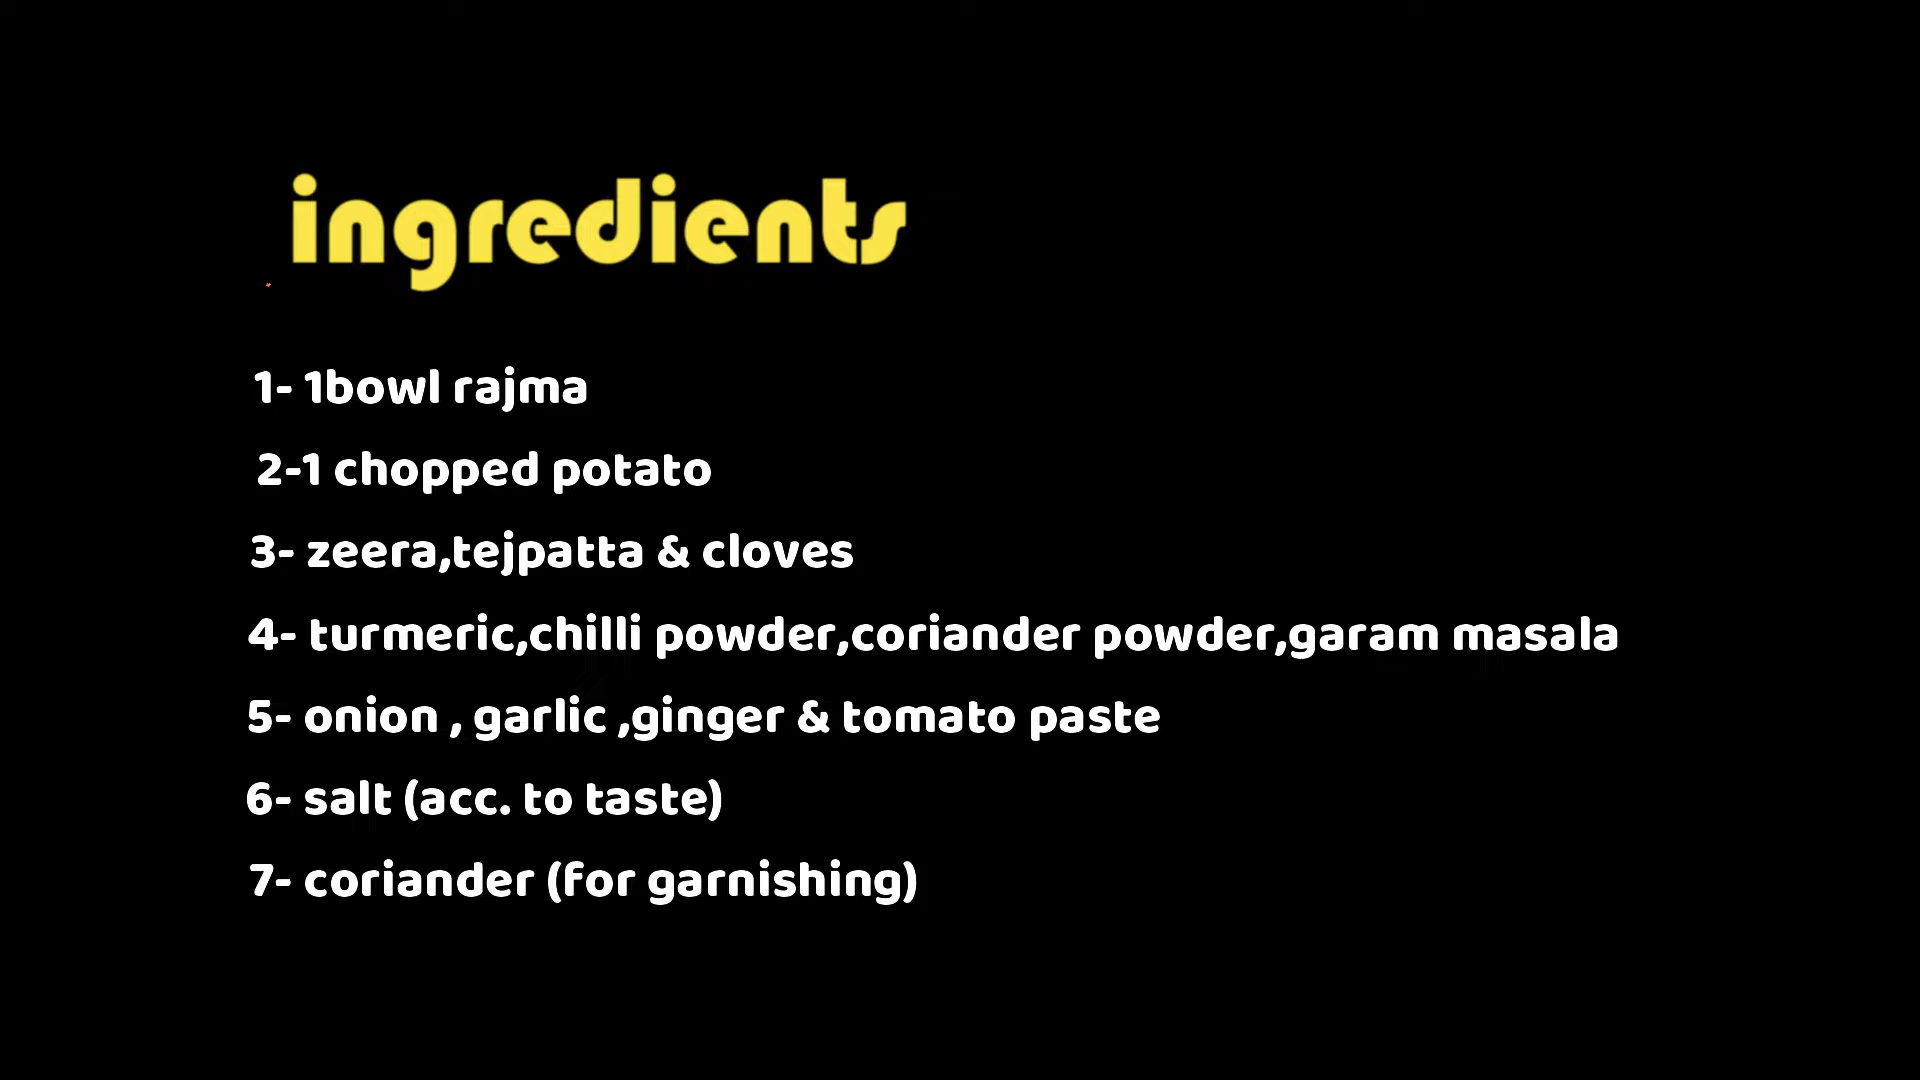 ingredients
1- 1bowl rajma
2-1 chopped potato
3- zeera,tejpatta & cloves
4- turmeric,chilli powder,coriander powder,garam masala
5- onion , garlic ,ginger & tomato paste
6- salt (acc. to taste)
7- coriander (for garnishing)